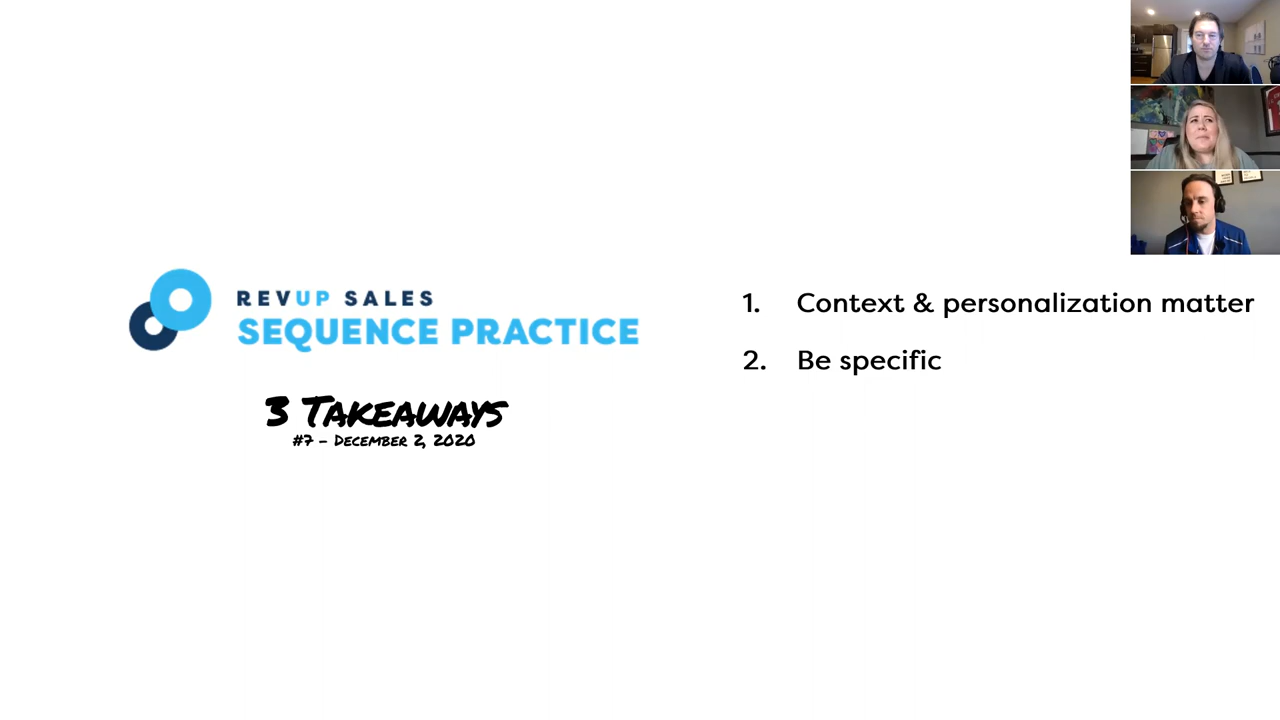 REVUP SALES
SEQUENCE PRACTICE
3 TAKEAWAYS
#7 - DECEMBER 2, 2020
1. Context & personalization matter
2. Be specific